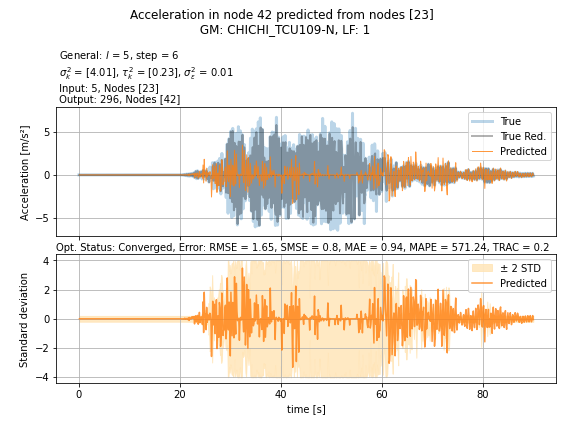 Acceleration in node 42 predicted from nodes [23]
GM: CHICHI_TCU109-N, LF: 1
General: l = 5, step = 6
σ²ₖ = [4.01], τ²ₖ = [0.23], σ²ε = 0.01
Input: 5, Nodes [23]
Output: 296, Nodes [42]
Acceleration [m/s²]
5
0
−5
True
True Red.
Predicted
Opt. Status: Converged, Error: RMSE = 1.65, SMSE = 0.8, MAE = 0.94, MAPE = 571.24, TRAC = 0.2
Standard deviation
4
2
0
−2
−4
± 2 STD
Predicted
0 20 40 60 80
time [s]